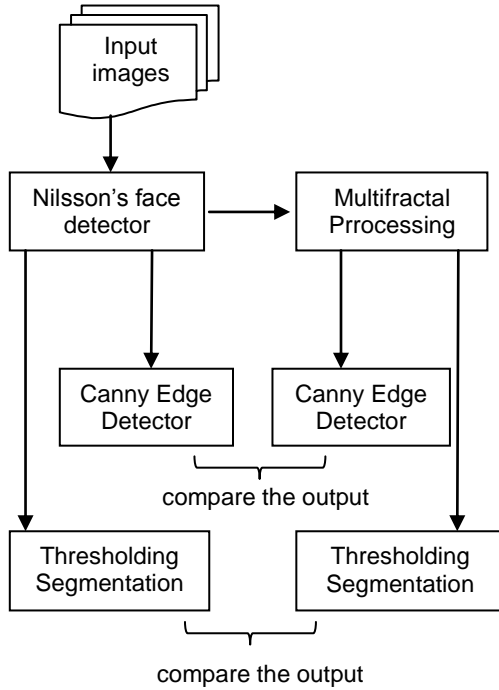 Input
images
Nilsson's face
detector
Multifractal
Prrocessing
Canny Edge
Detector
Canny Edge
Detector
compare the output
Thresholding
Segmentation
Thresholding
Segmentation
compare the output